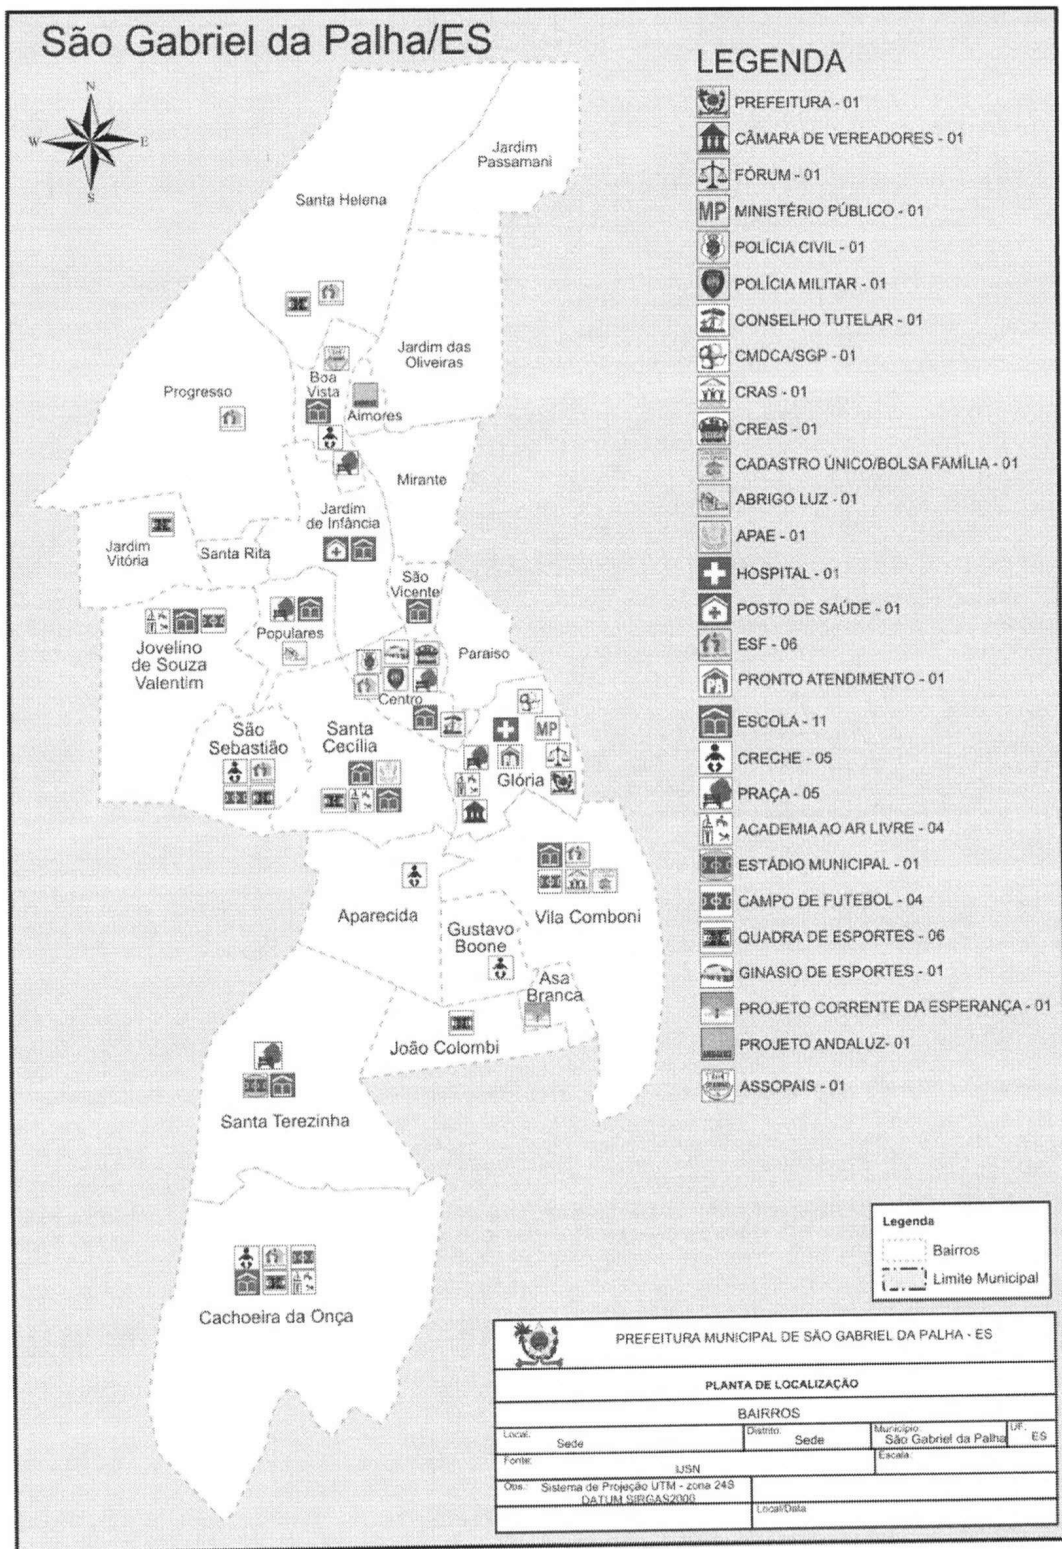 São Gabriel da Palha/ES
N
W
E
S
LEGENDA
PREFEITURA - 01
CÂMARA DE VEREADORES - 01
FÓRUM - 01
MP MINISTÉRIO PÚBLICO - 01
POLÍCIA CIVIL - 01
POLÍCIA MILITAR - 01
CONSELHO TUTELAR - 01
CMDCA/SGP - 01
CRAS - 01
CREAS - 01
CADASTRO ÚNICO/BOLSA FAMÍLIA - 01
ABRIGO LUZ - 01
APAE - 01
HOSPITAL - 01
POSTO DE SAÚDE - 01
ESF - 06
PRONTO ATENDIMENTO - 01
ESCOLA - 11
CRECHE - 05
PRAÇA - 05
ACADEMIA AO AR LIVRE - 04
ESTÁDIO MUNICIPAL - 01
CAMPO DE FUTEBOL - 04
QUADRA DE ESPORTES - 06
GINASIO DE ESPORTES - 01
PROJETO CORRENTE DA ESPERANÇA - 01
PROJETO ANDALUZ- 01
ASSOPAIS - 01
Jardim
Passamani
Santa Helena
Jardim das
Oliveiras
Boa
Vista
Aimores
Progresso
Mirante
Jardim
de Infância
Jardim
Vitória
Santa Rita
São
Vicente
Populares
Jovelino
de Souza
Valentim
Paraiso
Centro
São
Sebastião
Santa
Cecília
MP
Glória
Aparecida
Vila Comboni
Gustavo
Boone
Asa
Branca
João Colombi
Santa Terezinha
Cachoeira da Onça
Legenda
Bairros
Limite Municipal
PREFEITURA MUNICIPAL DE SÃO GABRIEL DA PALHA - ES
PLANTA DE LOCALIZAÇÃO
BAIRROS
Local: Sede
Distrito: Sede
Município: São Gabriel da Palha
UF: ES
Fonte: IJSN
Escala:
Obs.: Sistema de Projeção UTM - zona 24S
DATUM SIRGAS2000
Local/Data